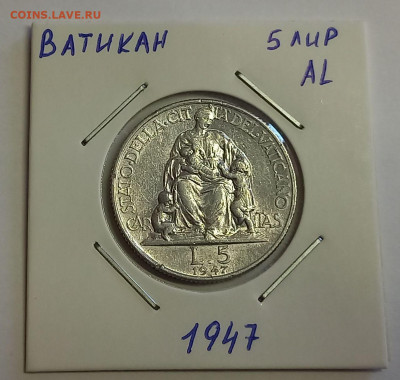 COINS.LAVE.RU
ВАТИКАН 5 ЛИР
AL
STATO DELLA CITTA DEL VATICANO
CARITAS
L. 5
1947
1947